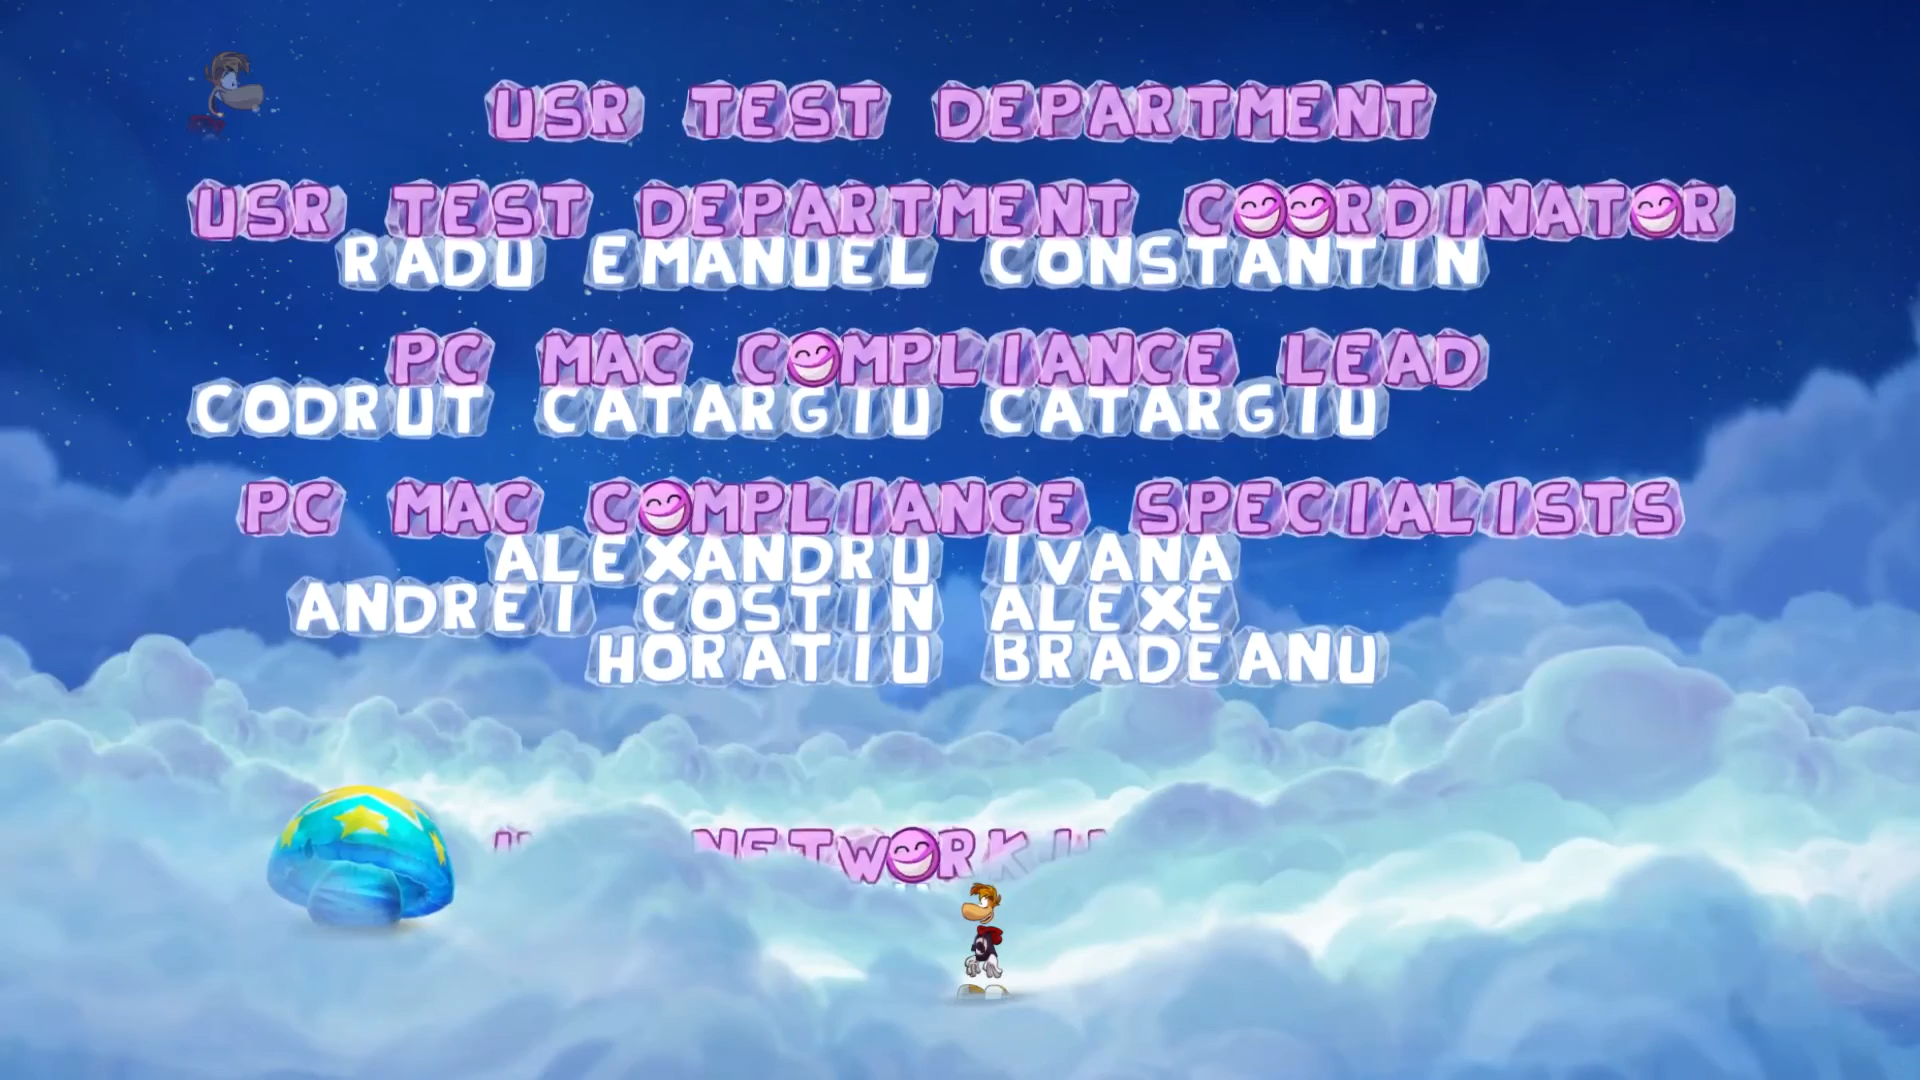 USR TEST DEPARTMENT
USR TEST DEPARTMENT COORDINATOR
RADU EMANUEL CONSTANTIN
PC MAC COMPLIANCE LEAD
CODRUT CATARGIU CATARGIU
PC MAC COMPLIANCE SPECIALISTS
ALEXANDRU IVANA
ANDREI COSTIN ALEXE
HORATIU BRADEANU
NETWORK